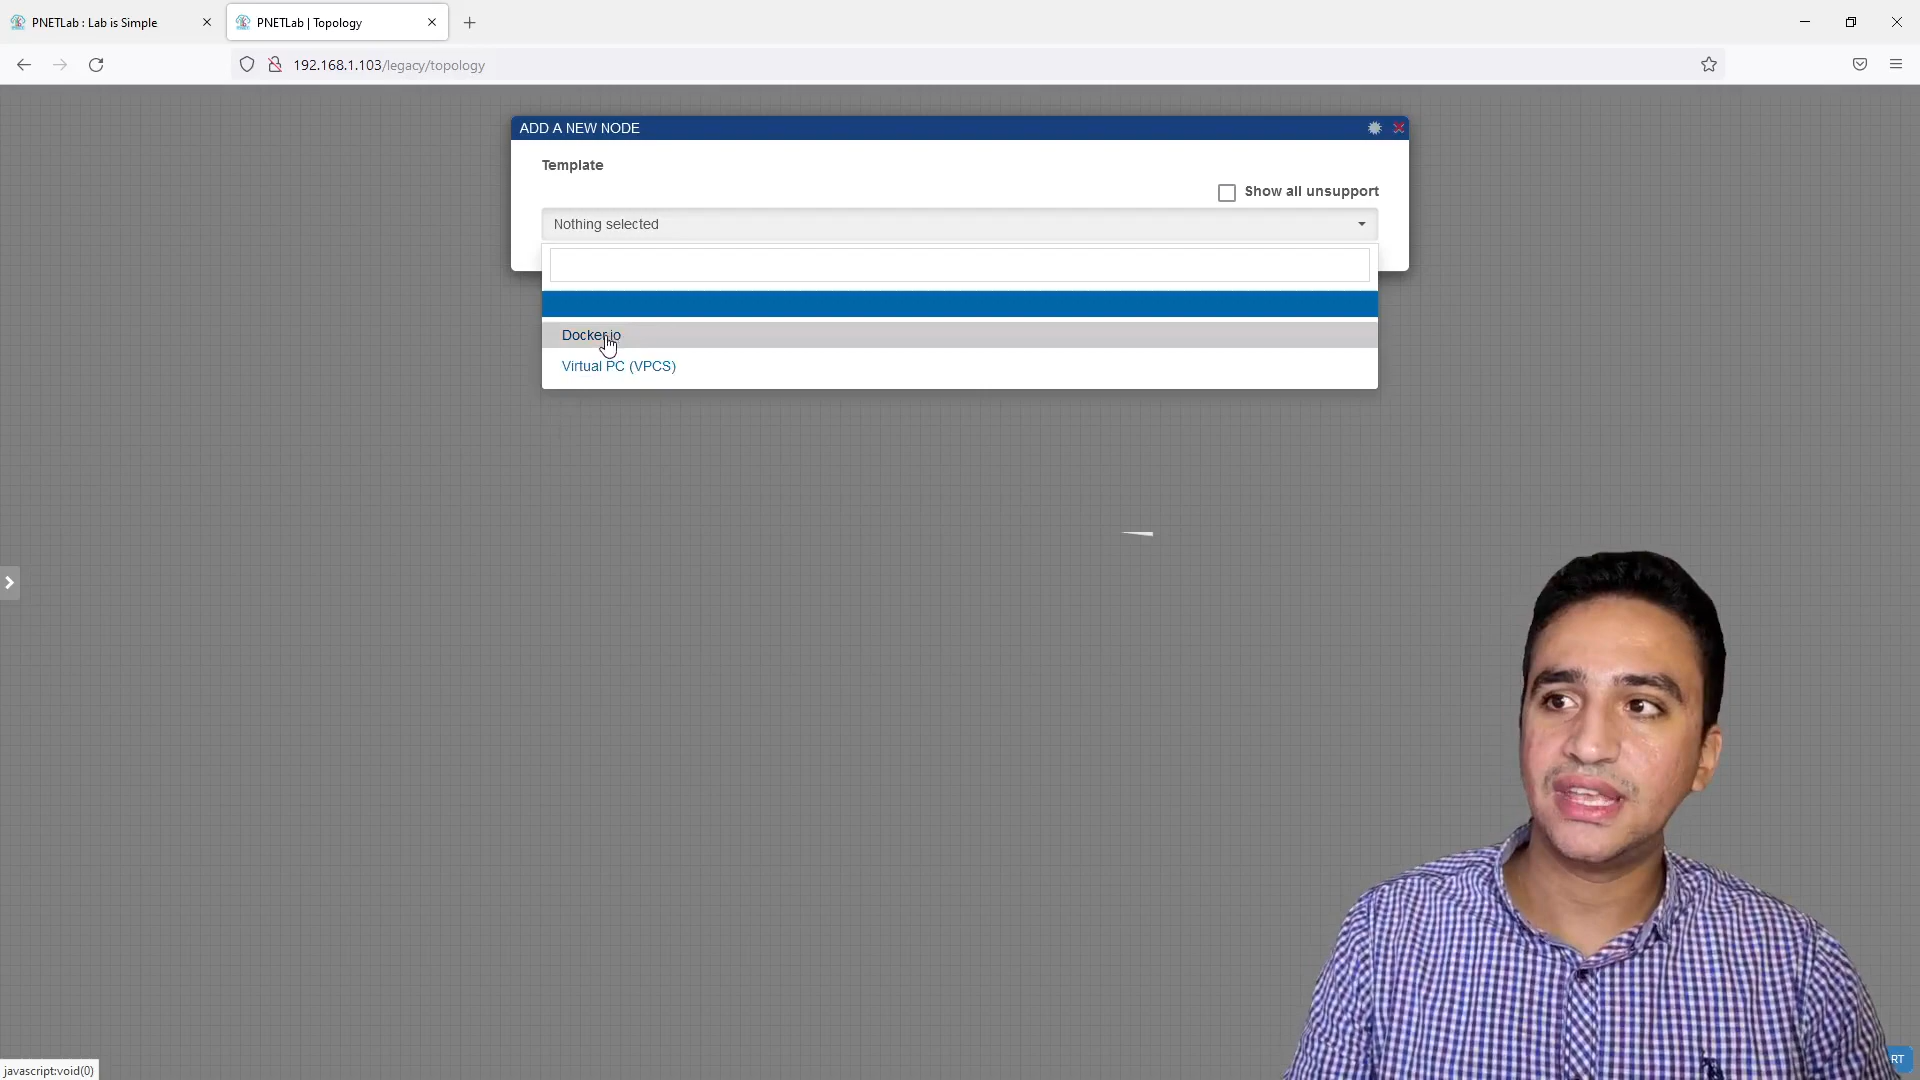 PNETLab : Lab is Simple
PNETLab | Topology
192.168.1.103/legacy/topology
ADD A NEW NODE
Template
Show all unsupport
Nothing selected
Docker.io
Virtual PC (VPCS)
RT
javascript:void(0)